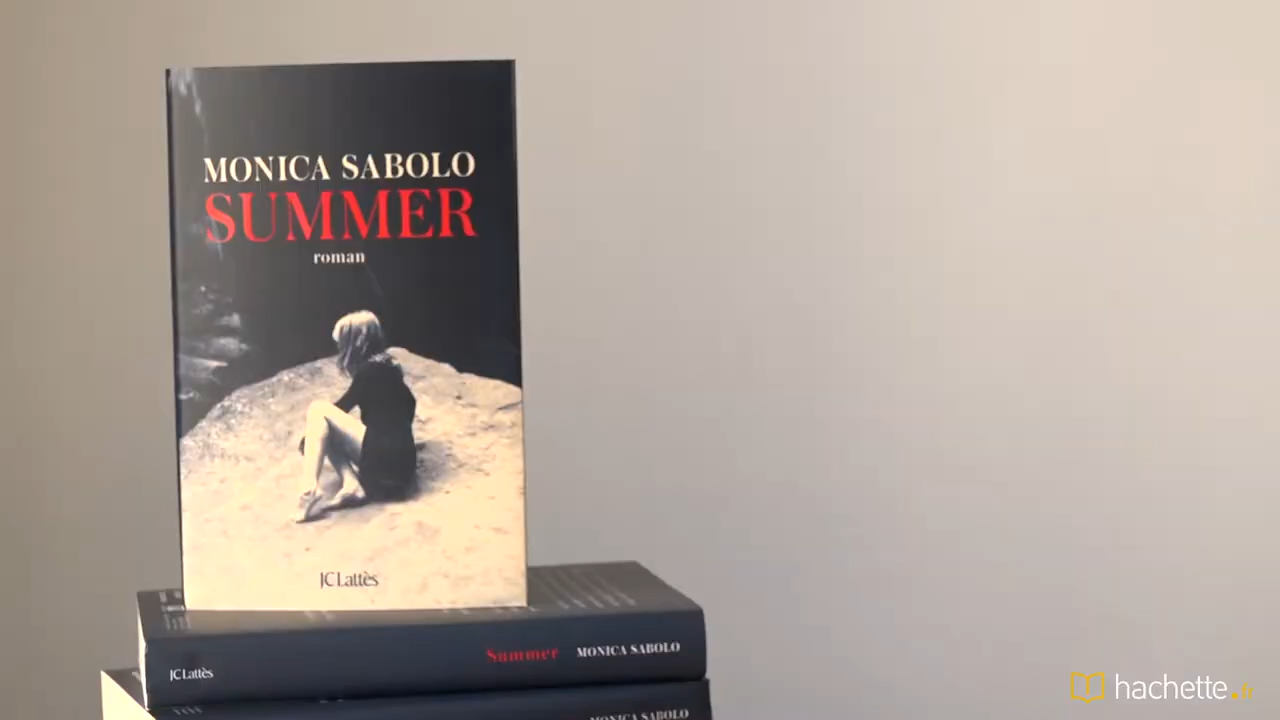 MONICA SABOLO
SUMMER
roman
JC Lattès
JC Lattès
Summer MONICA SABOLO
MONICA SABOLO
hachette.fr